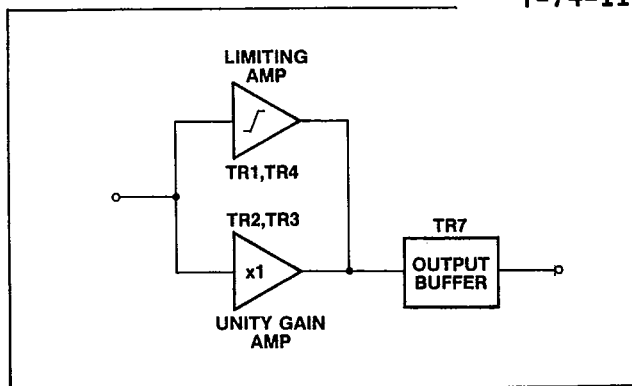 LIMITING
AMP
TR1,TR4
TR2,TR3
x1
UNITY GAIN
AMP
TR7
OUTPUT
BUFFER